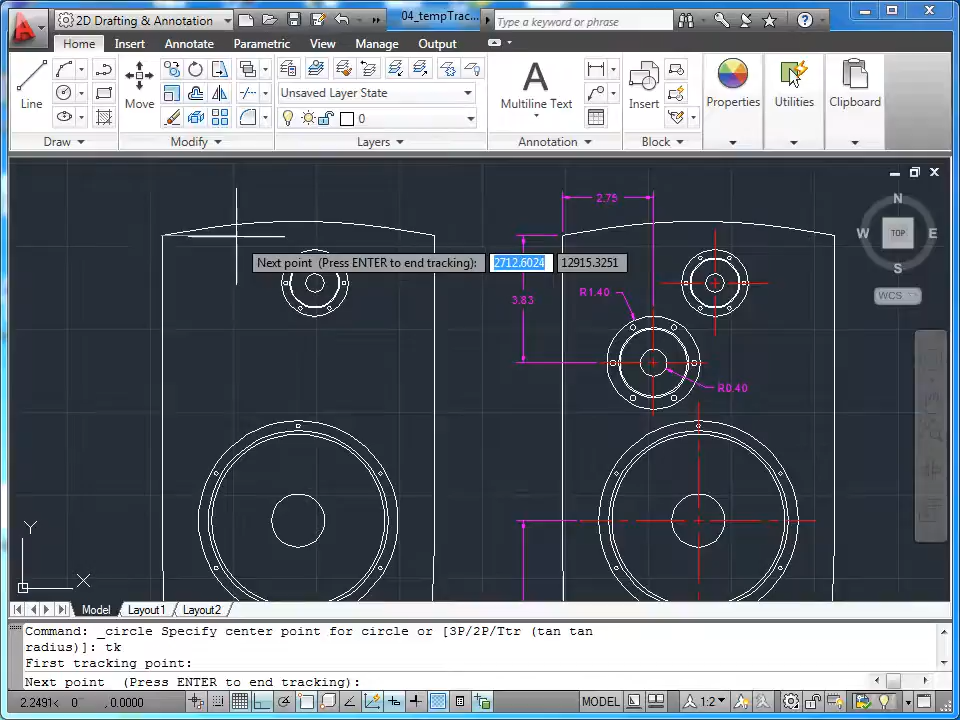 2D Drafting & Annotation
04_tempTrac...
Type a keyword or phrase
Home Insert Annotate Parametric View Manage Output
Line
Move
Unsaved Layer State
0
Multiline Text
Insert
Properties
Utilities
Clipboard
Draw
Modify
Layers
Annotation
Block
2.75
N
W TOP E
S
WCS
Next point (Press ENTER to end tracking): 2712.6024 12915.3251
3.83
R1.40
R0.40
Y
X
Model Layout1 Layout2
Command: _circle Specify center point for circle or [3P/2P/Ttr (tan tan
radius)]: tk
First tracking point:
Next point (Press ENTER to end tracking):
2.2491< 0 , 0.0000
MODEL
1:2